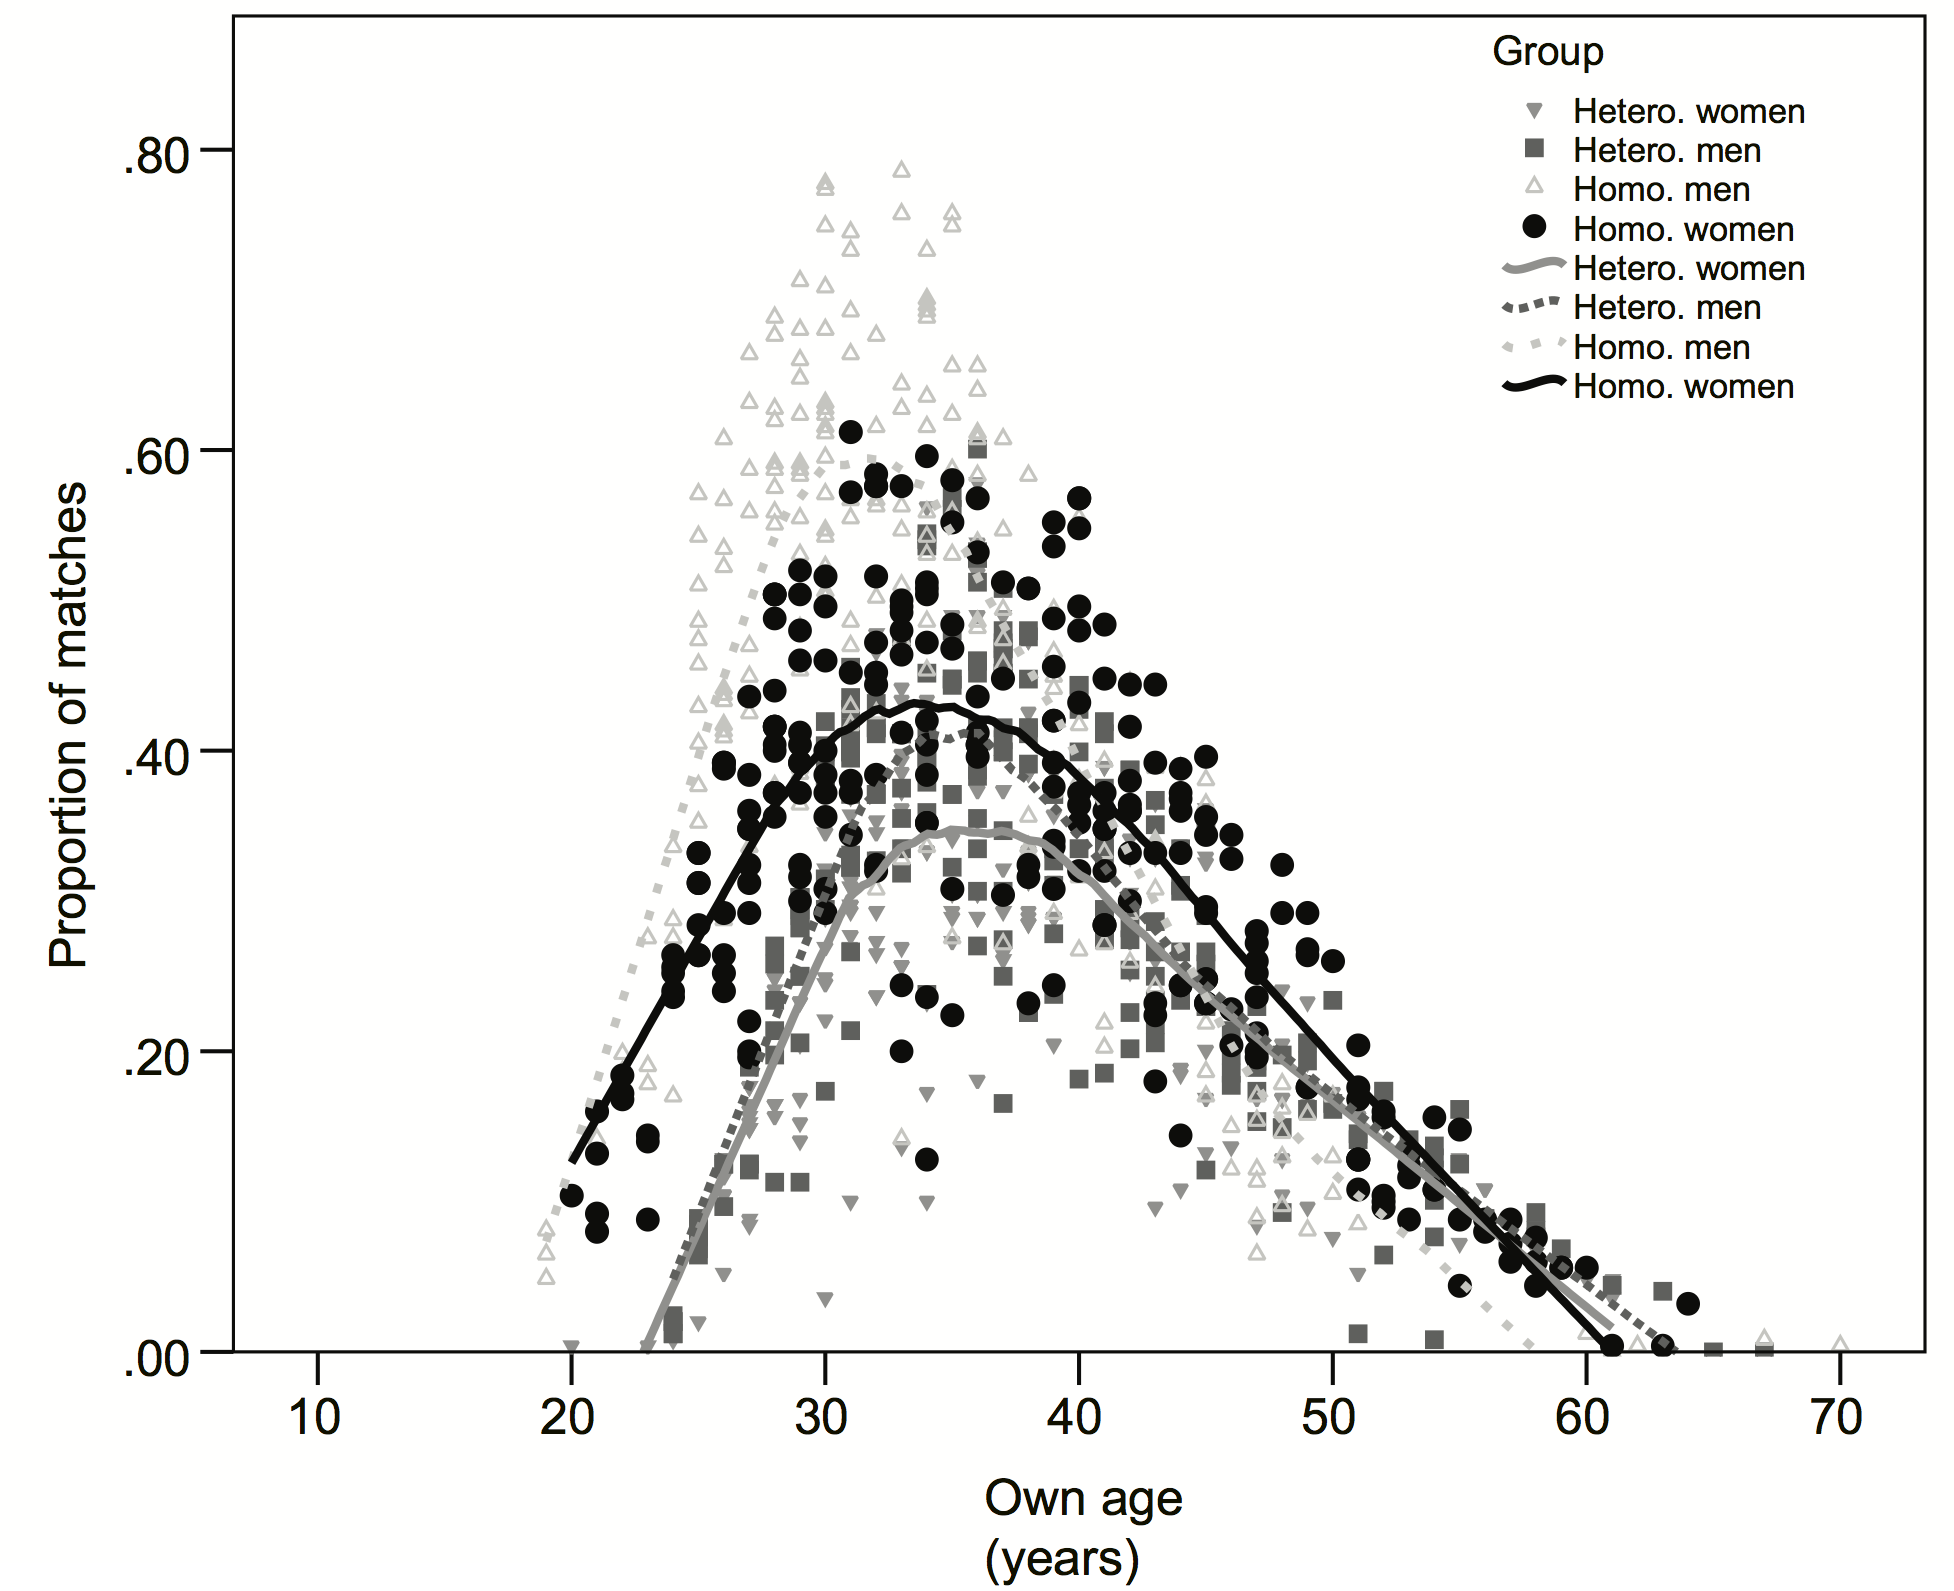 Group
Hetero. women
Hetero. men
Homo. men
Homo. women
Hetero. women
Hetero. men
Homo. men
Homo. women
Proportion of matches
.80
.60
.40
.20
.00
10 20 30 40 50 60 70
Own age
(years)